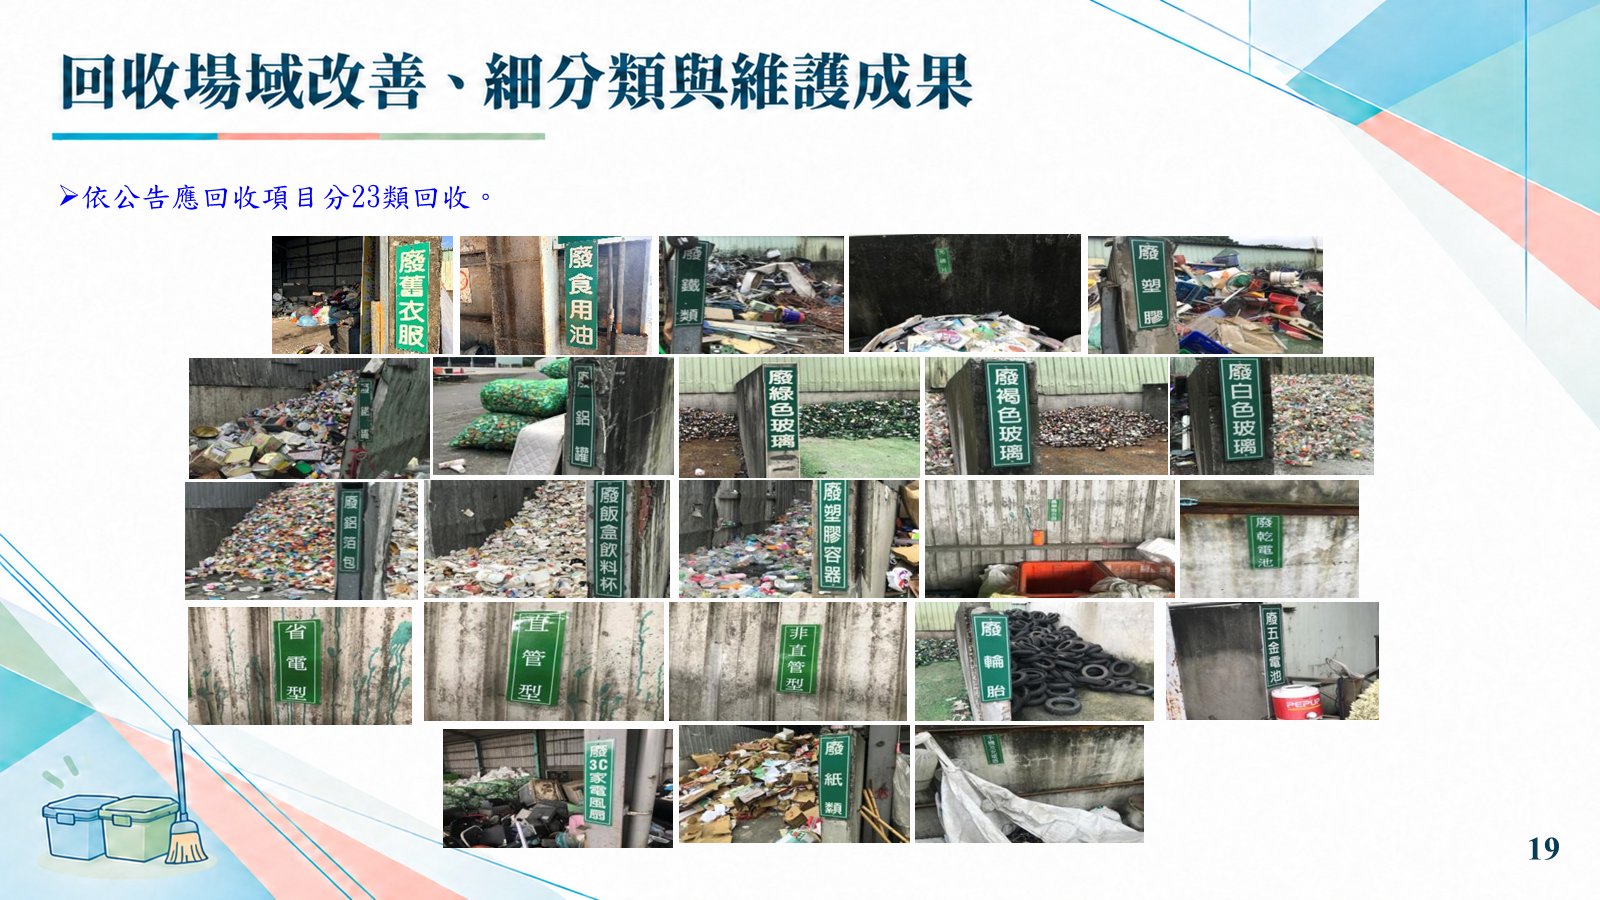 回收場域改善、細分類與維護成果
➢依公告應回收項目分23類回收。
廢舊衣服
廢食用油
廢鐵類
廢塑膠
廢鋁罐
廢綠色玻璃
廢褐色玻璃
廢白色玻璃
廢鋁箔包
廢飯盒飲料杯
廢塑膠容器
廢乾電池
省電型
直管型
非直管型
廢輪胎
廢五金電池
廢3C家電風扇
廢紙類
19